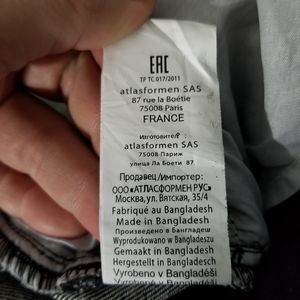 EAC
TP TC 017/2011
atlasformen SAS
87 rue la Boétie
75008 Paris
FRANCE
Изготовитель:
atlasformen SAS
75008 Париж
улица Ла Боети 87
Продавец/Импортер:
ООО «АТЛАСФОРМЕН РУС»
Москва, ул. Вятская, 35/4
Fabriqué au Bangladesh
Made in Bangladesh
Произведено в Бангладеш
Wyprodukowano w Bangladeszu
Gemaakt in Bangladesh
Hergestellt in Bangladesch
Vyrobeno v Bangladéši